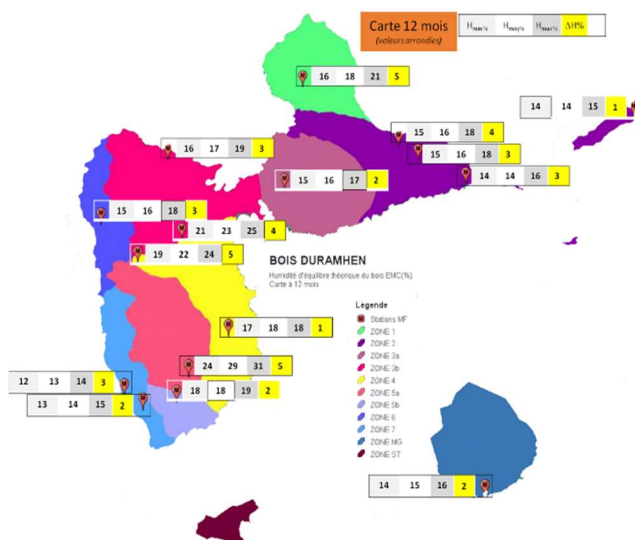 Carte 12 mois
(valeurs arrondies)
Hmin% Hmoy% Hmax% ΔH%
16 18 21 5
14 14 15 1
15 16 18 4
16 17 19 3
15 16 18 3
15 16 17 2
14 14 16 3
15 16 18 3
21 23 25 4
19 22 24 5
BOIS DURAMHEN
Humidité d'équilibre théorique du bois EMC(%)
Carte à 12 mois
Légende
Stations MF
ZONE 1
ZONE 2
ZONE 3a
ZONE 3b
ZONE 4
ZONE 5a
ZONE 5b
ZONE 6
ZONE 7
ZONE MG
ZONE ST
17 18 18 1
24 29 31 5
12 13 14 3
18 18 19 2
13 14 15 2
14 15 16 2